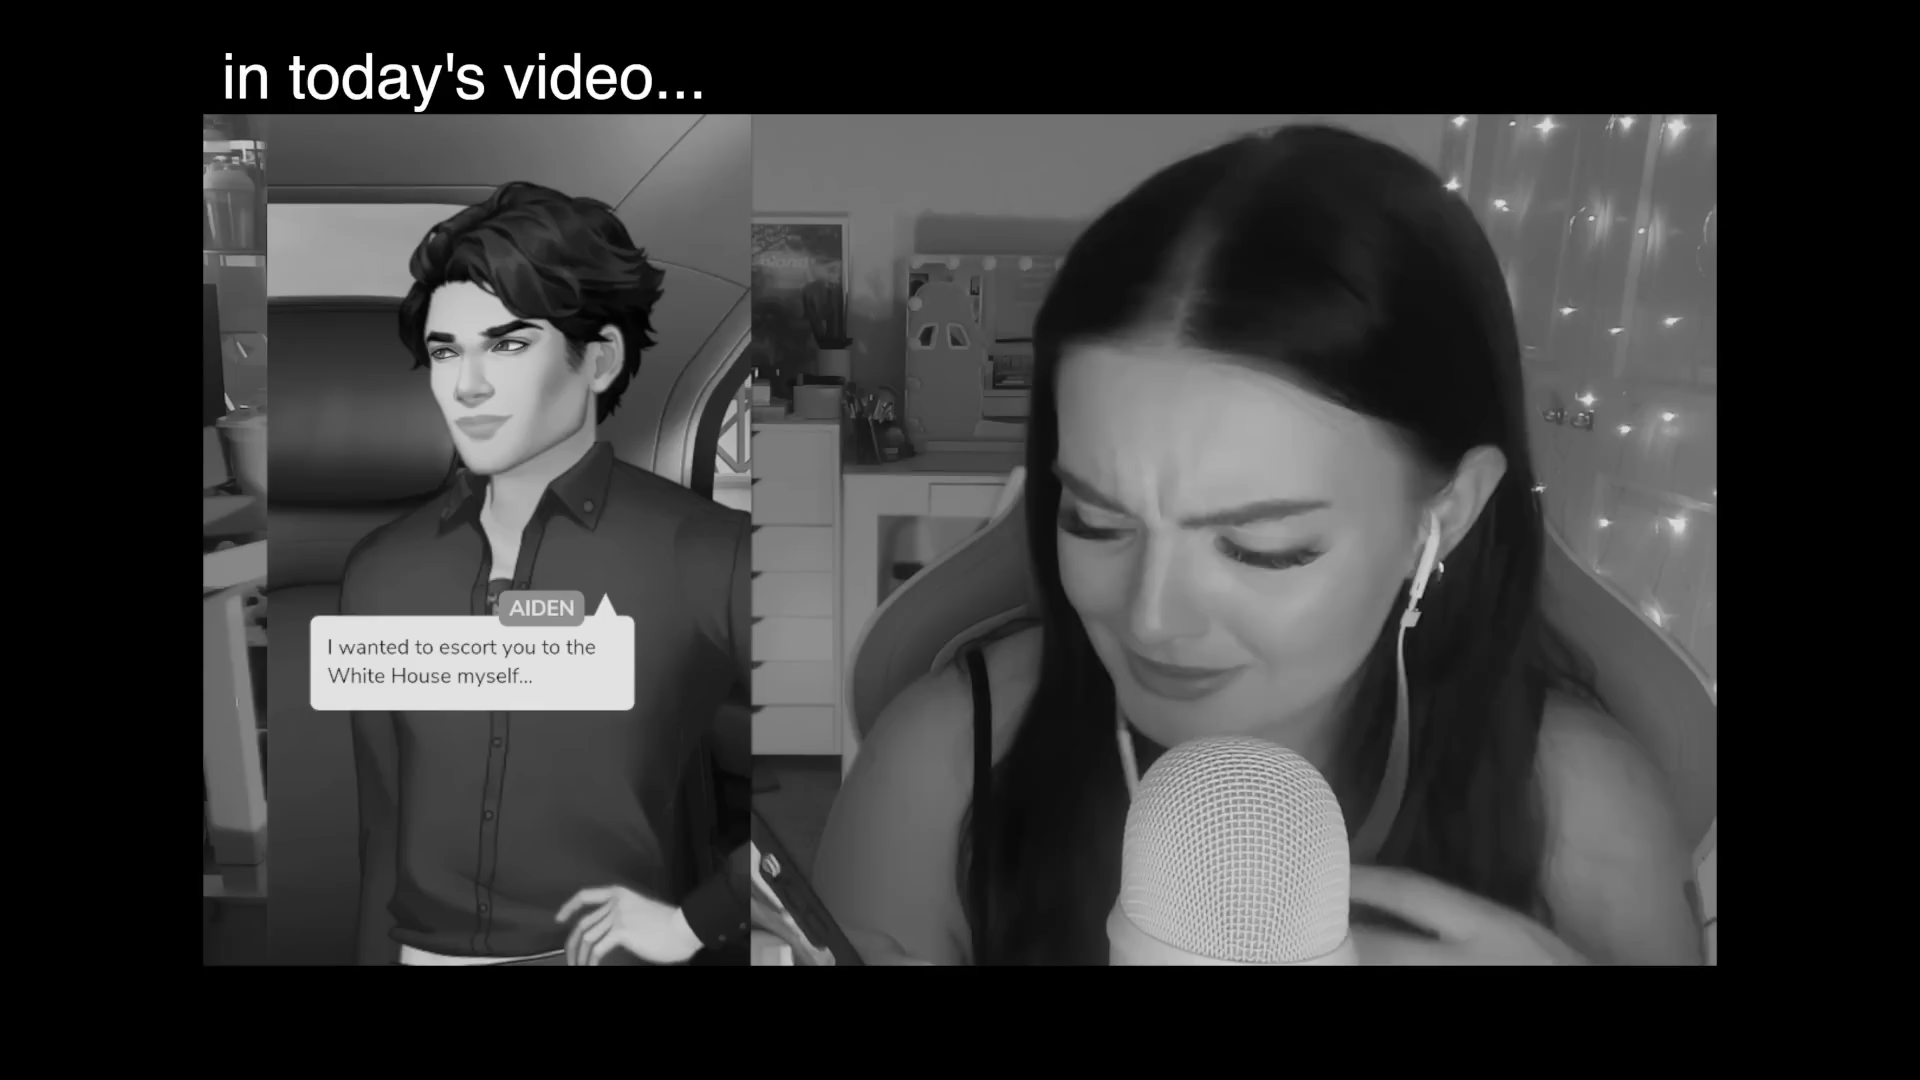 in today's video...
AIDEN
I wanted to escort you to the
White House myself...